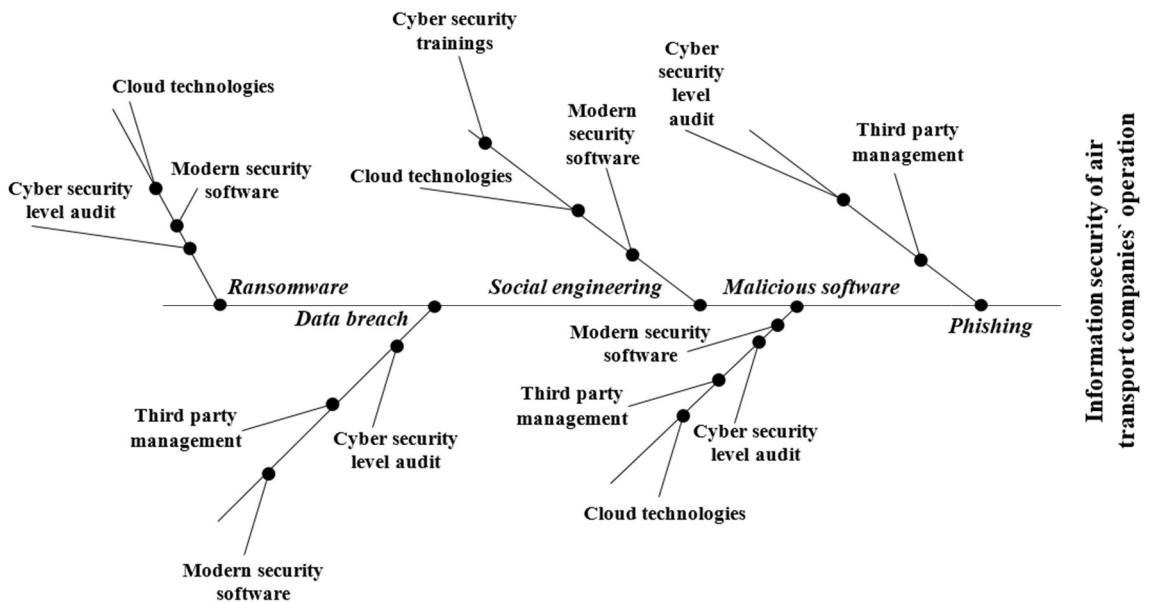 Cyber security
trainings
Cyber
security
level
audit
Cloud technologies
Modern
security
software
Third party
management
Modern security
software
Cyber security
level audit
Cloud technologies
Ransomware
Social engineering
Malicious software
Data breach
Phishing
Modern security
software
Third party
management
Cyber security
level audit
Third party
management
Cyber security
level audit
Cloud technologies
Modern security
software
Information security of air
transport companies` operation